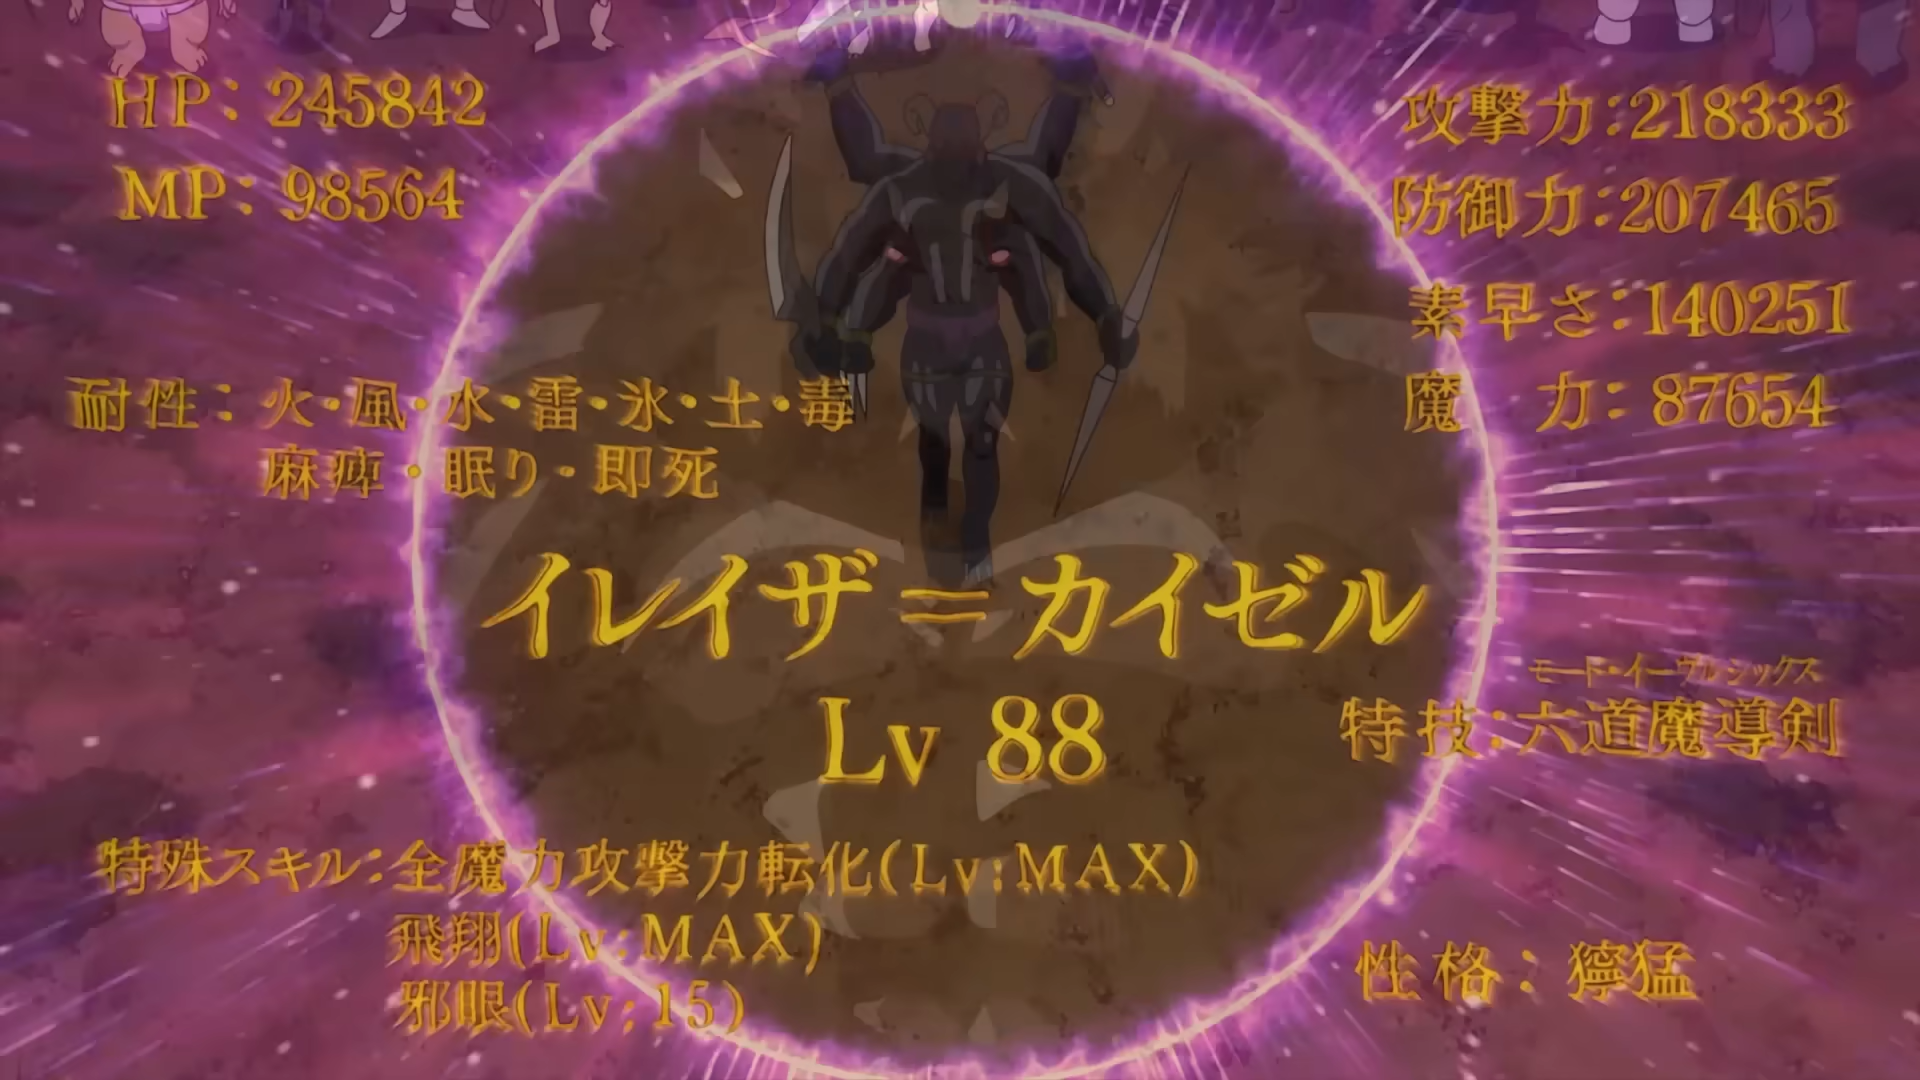 HP: 245842
MP: 98564
攻撃力:218333
防御力:207465
素早さ:140251
魔 力: 87654
耐性: 火・風・水・雷・氷・土・毒
麻痺・眠り・即死
イレイザ=カイゼル
Lv 88
モード・イーヴルシックス
特技:六道魔導剣
特殊スキル:全魔力攻撃力転化(Lv:MAX)
飛翔(Lv:MAX)
邪眼(Lv:15)
性格: 獰猛